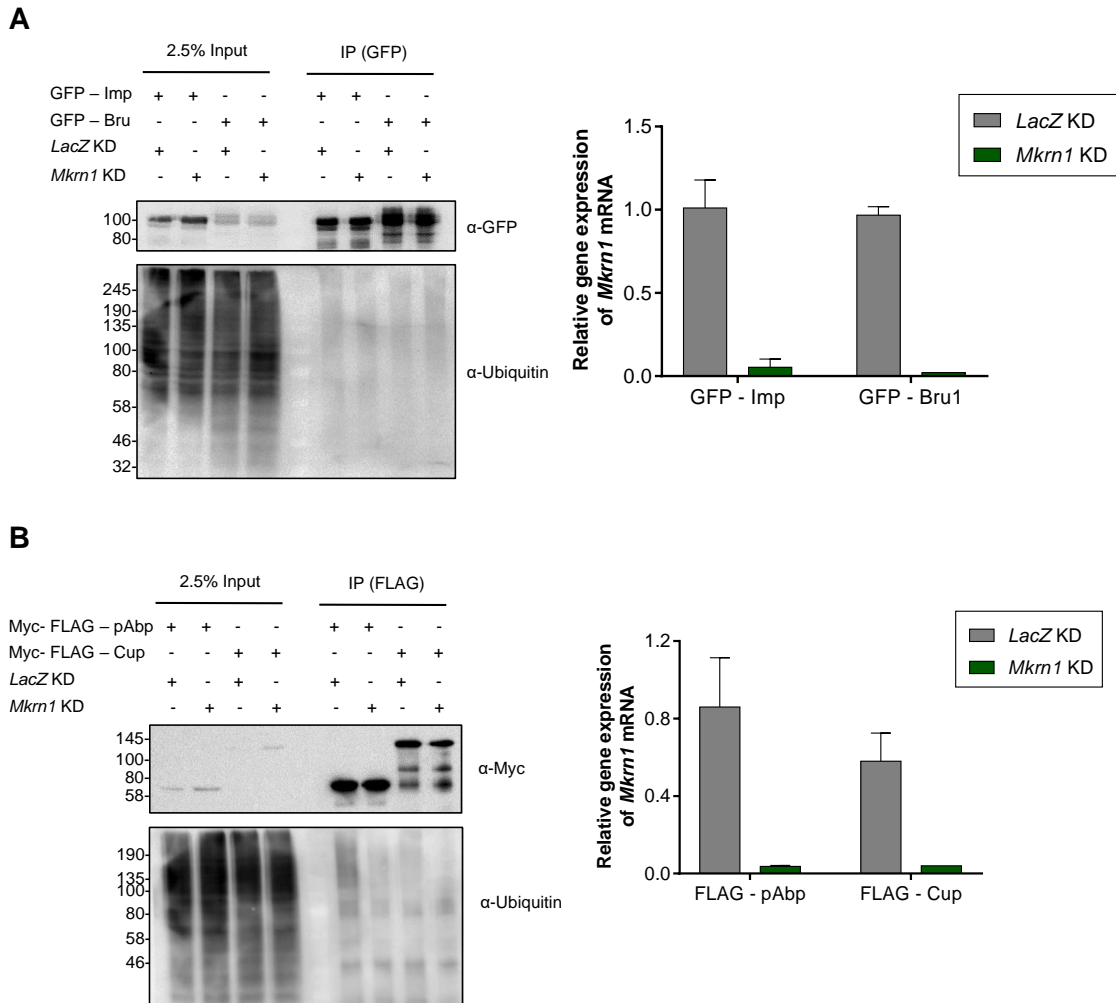 A
2.5% Input IP (GFP)
GFP – Imp + + - - + + - -
GFP – Bru - - + + - - + +
LacZ KD + - + - + - + -
Mkrn1 KD - + - + - + - +
100-
80-
α-GFP
245-
190-
135-
100-
80-
58-
46-
32-
α-Ubiquitin
LacZ KD
Mkrn1 KD
Relative gene expression
of Mkrn1 mRNA
1.5
1.0
0.5
0.0
GFP - Imp GFP - Bru1
B
2.5% Input IP (FLAG)
Myc- FLAG – pAbp + + - - + + - -
Myc- FLAG – Cup - - + + - - + +
LacZ KD + - + - + - + -
Mkrn1 KD - + - + - + - +
145-
100-
80-
58-
α-Myc
190-
135-
100-
80-
58-
46-
α-Ubiquitin
LacZ KD
Mkrn1 KD
Relative gene expression
of Mkrn1 mRNA
1.2
0.8
0.4
0.0
FLAG - pAbp FLAG - Cup